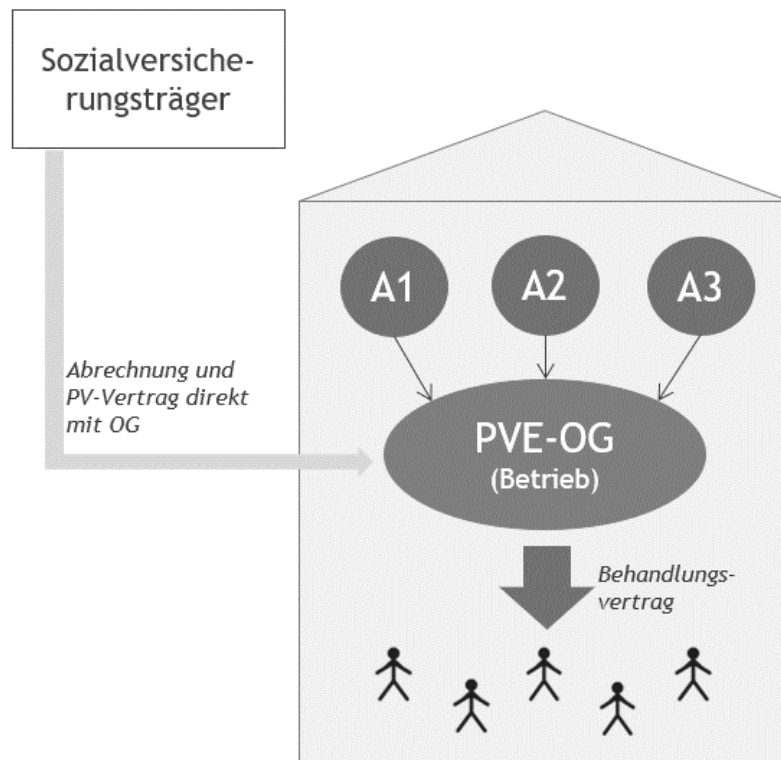 Sozialversiche-
rungsträger
A1
A2
A3
Abrechnung und
PV-Vertrag direkt
mit OG
PVE-OG
(Betrieb)
Behandlungs-
vertrag